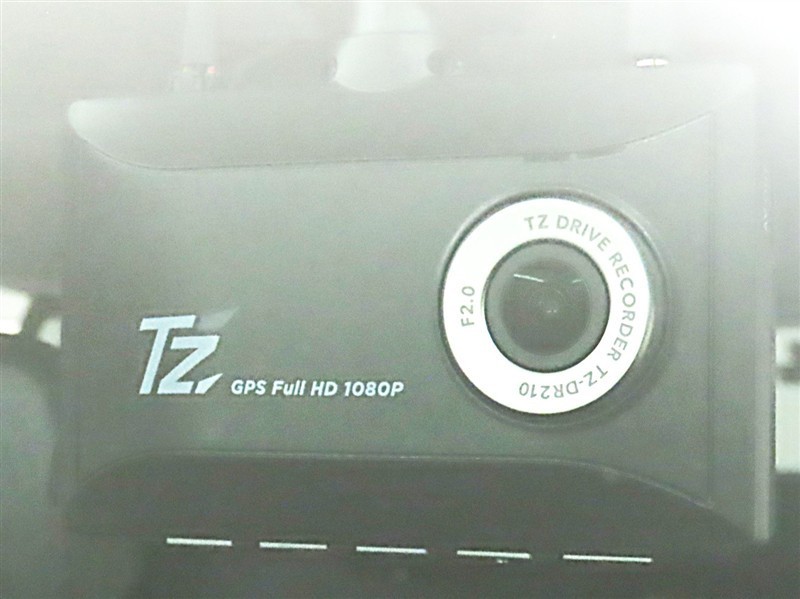 TZ
GPS Full HD 1080P
F2.0
TZ DRIVE RECORDER TZ-DR210